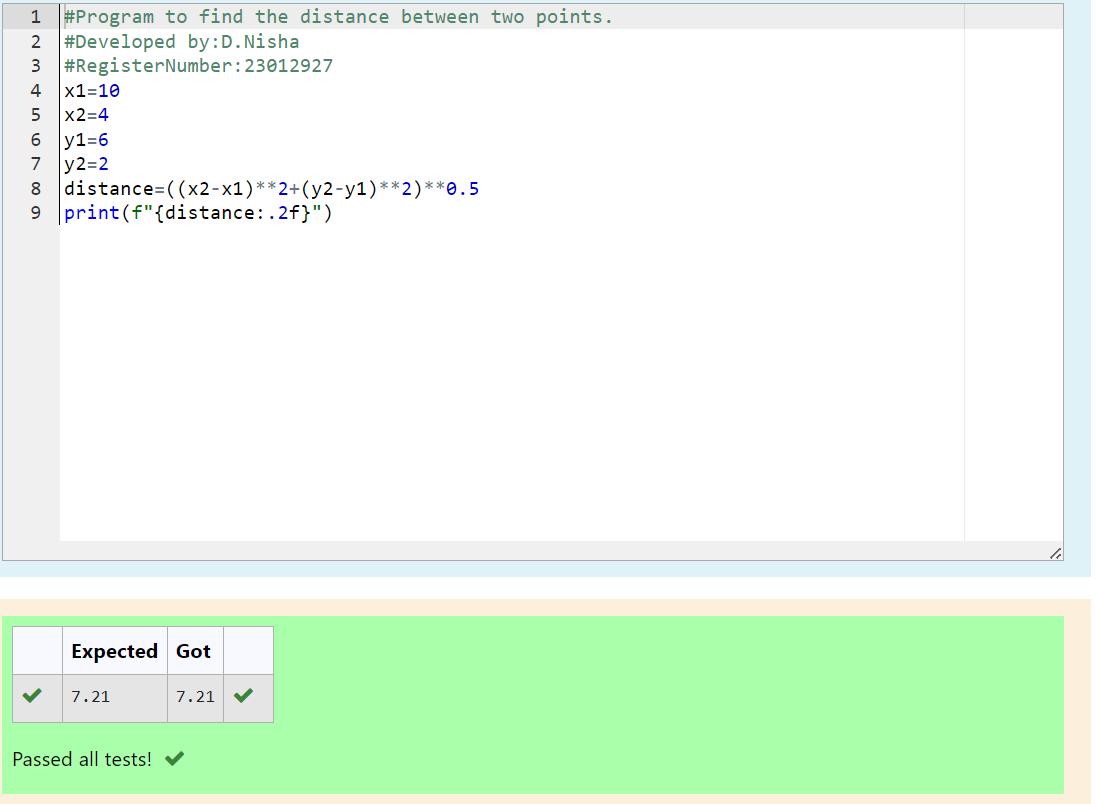 1 #Program to find the distance between two points.
2 #Developed by:D.Nisha
3 #RegisterNumber:23012927
4 x1=10
5 x2=4
6 y1=6
7 y2=2
8 distance=((x2-x1)**2+(y2-y1)**2)**0.5
9 print(f"{distance:.2f}")
Expected Got
7.21 7.21
Passed all tests!